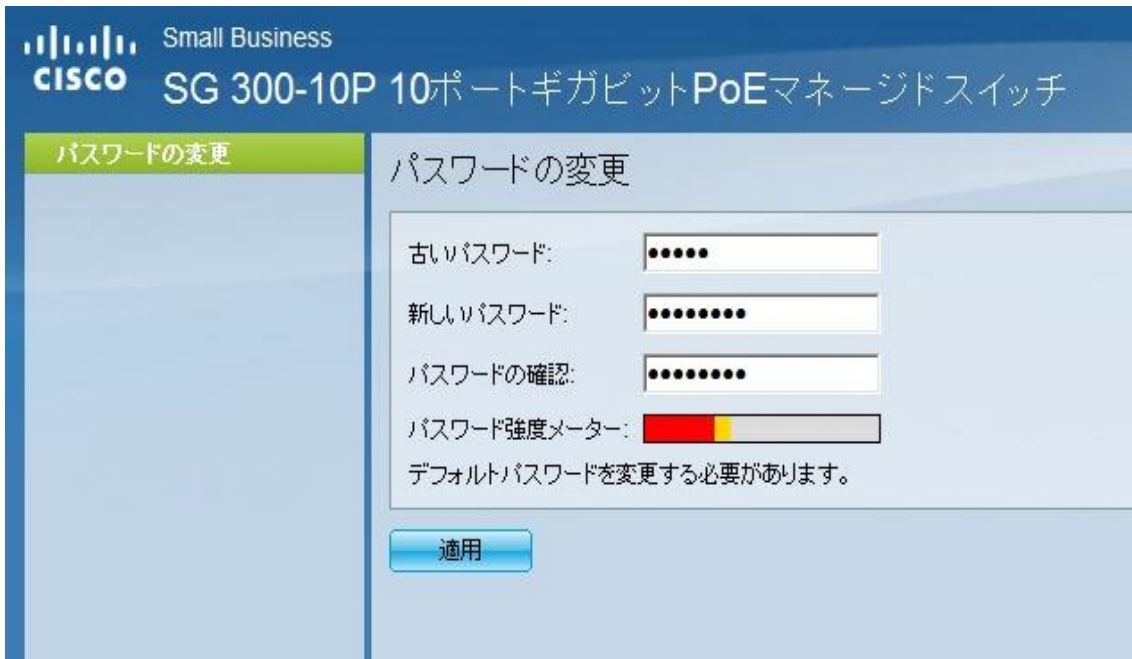 Small Business
CISCO
SG 300-10P 10ポートギガビットPoEマネージドスイッチ
パスワードの変更
パスワードの変更
古いパスワード: •••••
新しいパスワード: ••••••••
パスワードの確認: ••••••••
パスワード強度メーター:
デフォルトパスワードを変更する必要があります。
適用